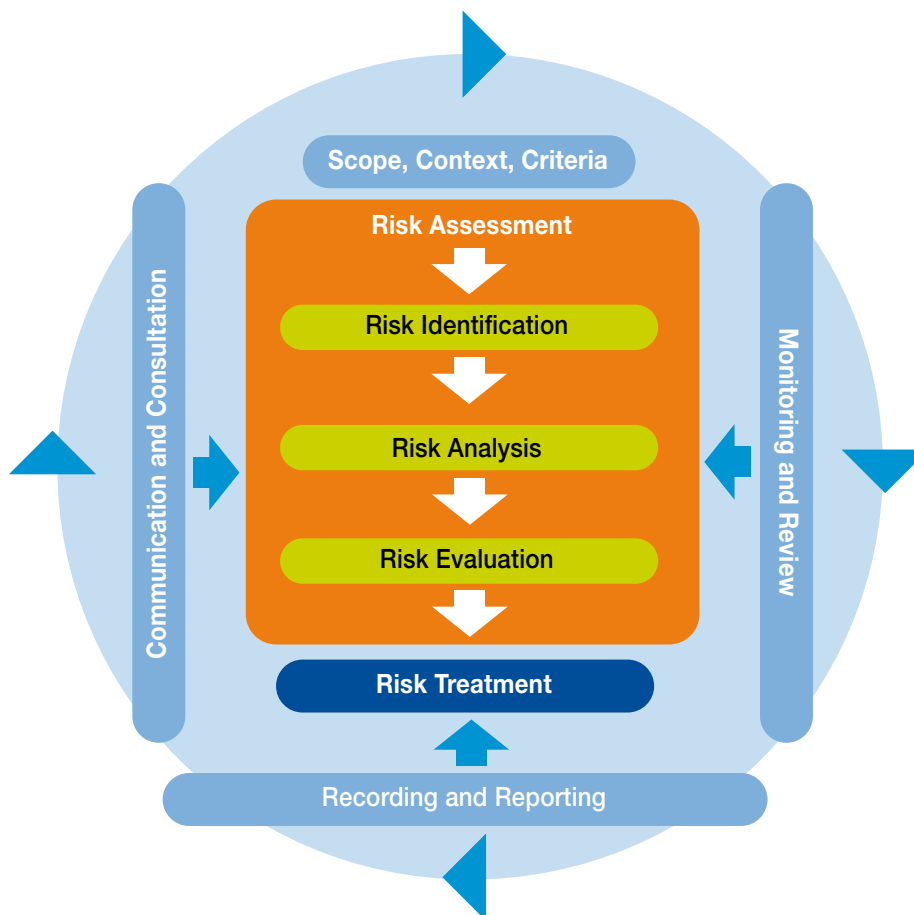 Scope, Context, Criteria
Risk Assessment
Risk Identification
Risk Analysis
Risk Evaluation
Risk Treatment
Communication and Consultation
Monitoring and Review
Recording and Reporting